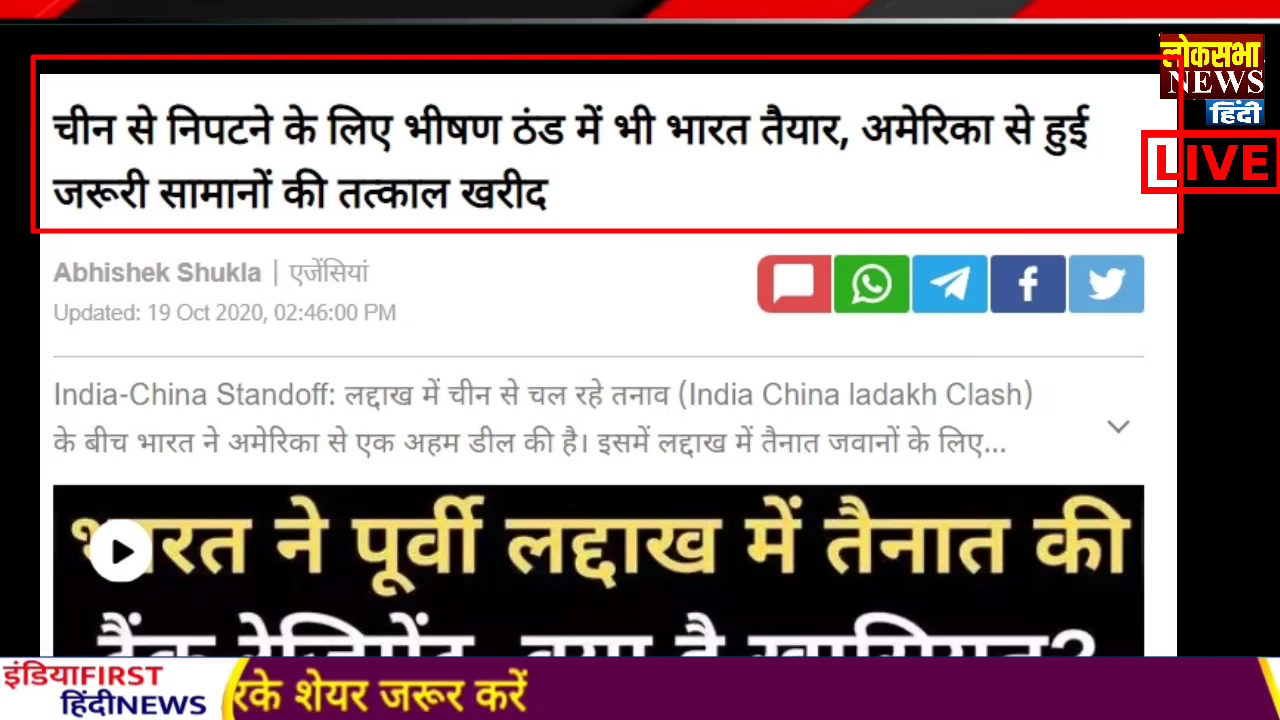 लोकसभा
NEWS
हिंदी
LIVE
चीन से निपटने के लिए भीषण ठंड में भी भारत तैयार, अमेरिका से हुई
जरूरी सामानों की तत्काल खरीद
Abhishek Shukla | एजेंसियां
Updated: 19 Oct 2020, 02:46:00 PM
India-China Standoff: लद्दाख में चीन से चल रहे तनाव (India China ladakh Clash)
के बीच भारत ने अमेरिका से एक अहम डील की है। इसमें लद्दाख में तैनात जवानों के लिए...
भारत ने पूर्वी लद्दाख में तैनात की
टैंक रेजिमेंट, क्या है खासियत?
इंडियाFIRST
हिंदीNEWS
रके शेयर जरूर करें